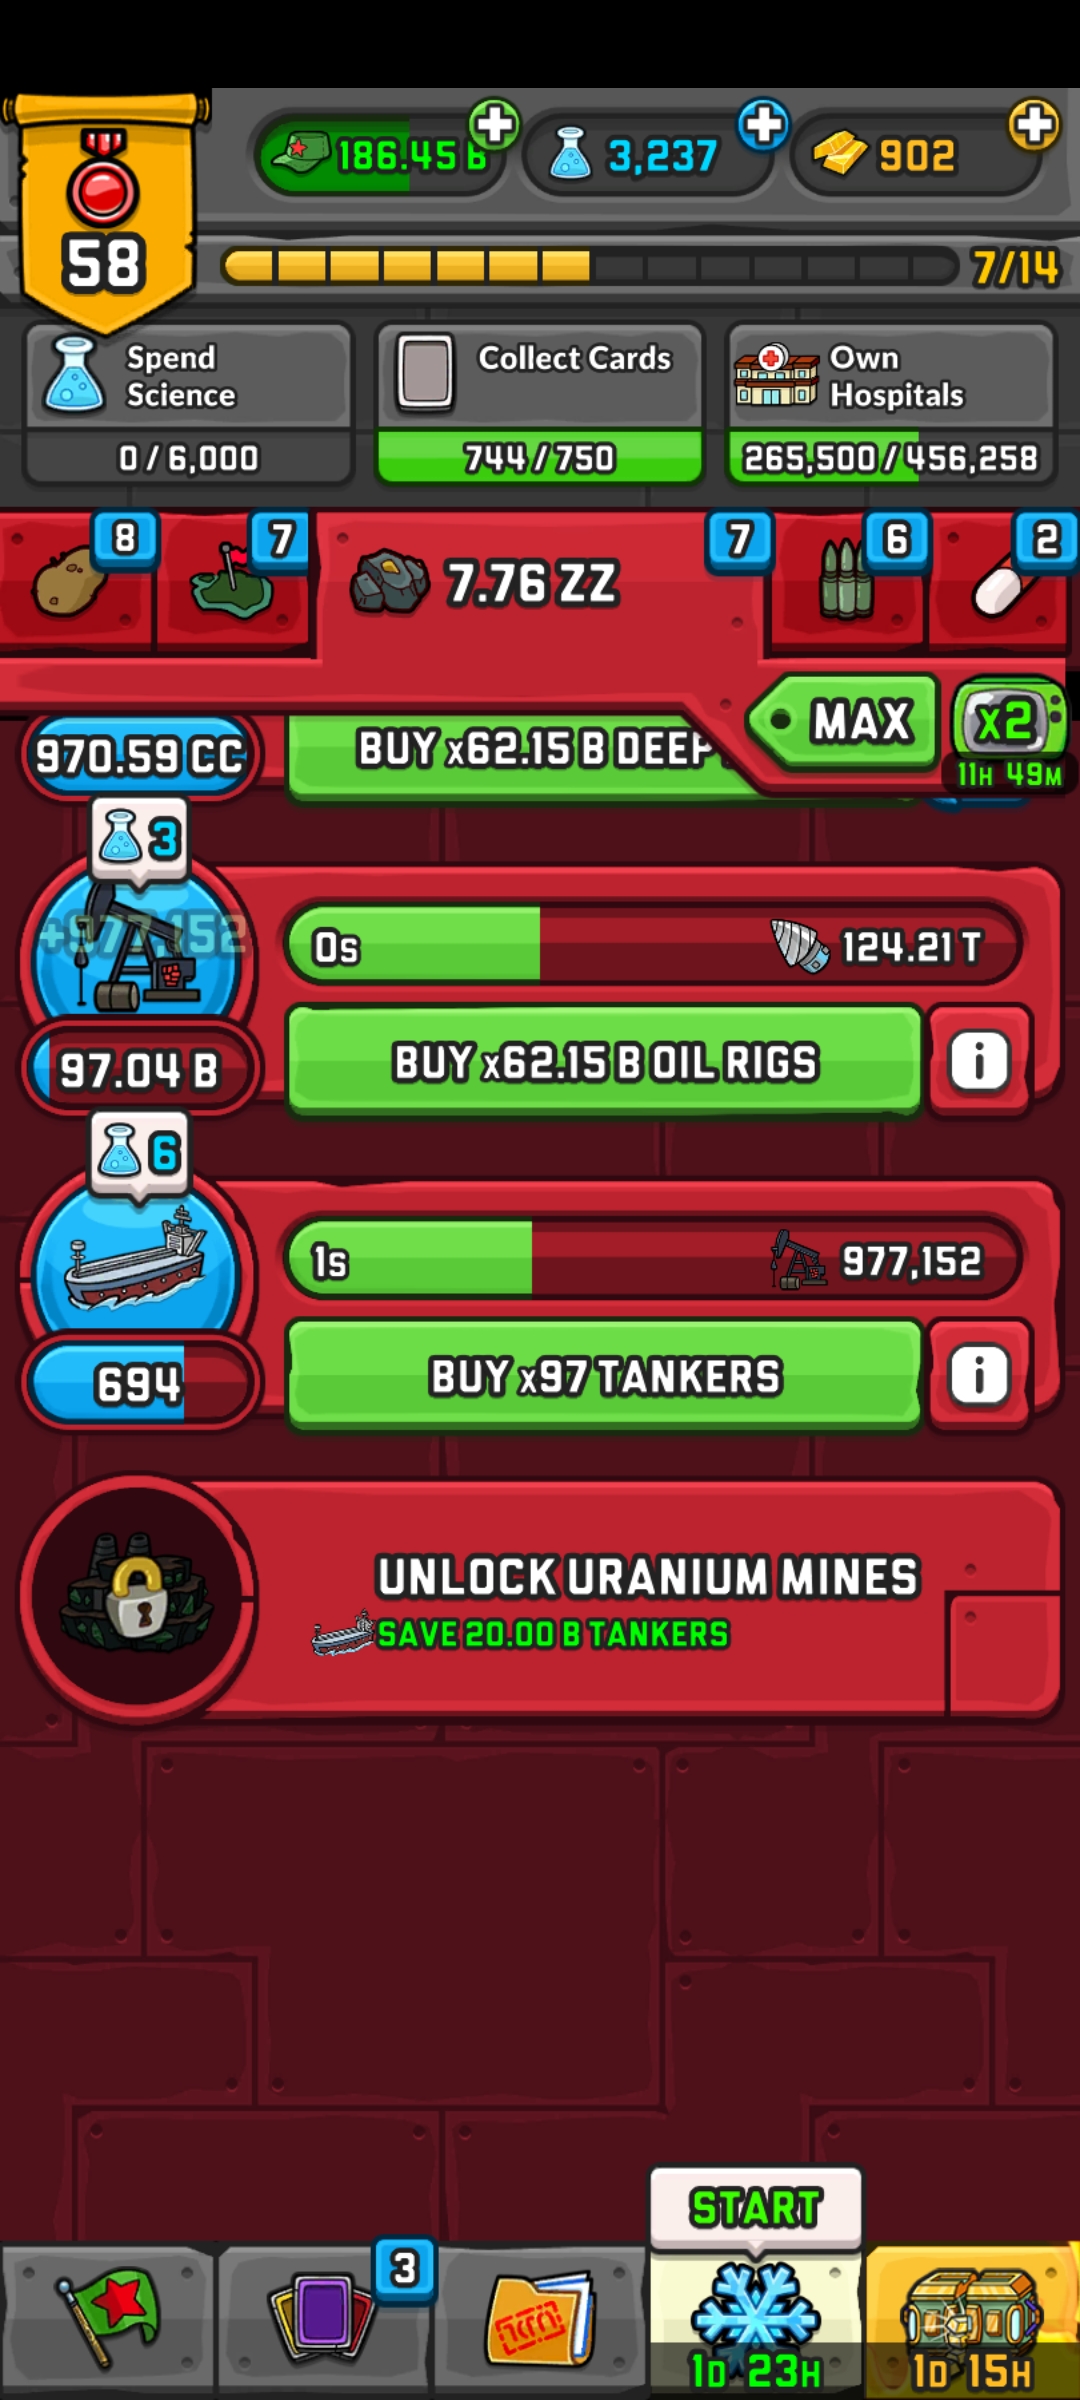 58
186.45 B
3,237
902
7/14
Spend
Science
0 / 6,000
Collect Cards
744 / 750
Own
Hospitals
265,500 / 456,258
8
7
7.76 ZZ
7
6
2
MAX
x2
11H 49M
970.59 CC
BUY x62.15 B DEEP
3
+977,152
0s
124.21 T
97.04 B
BUY x62.15 B OIL RIGS
i
6
1s
977,152
694
BUY x97 TANKERS
i
UNLOCK URANIUM MINES
SAVE 20.00 B TANKERS
START
3
1D 23H
1D 15H